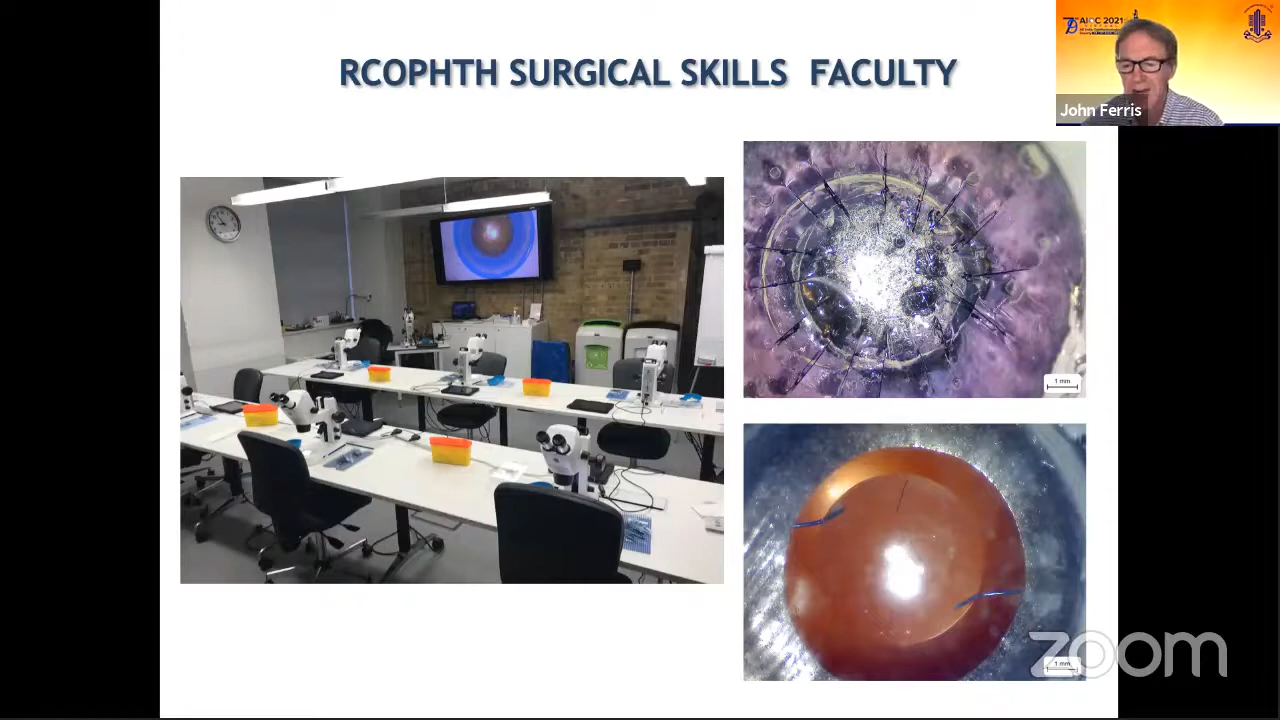 RCOPHTH SURGICAL SKILLS  FACULTY
AIOC 2021
John Ferris
1 mm
1 mm
zoom